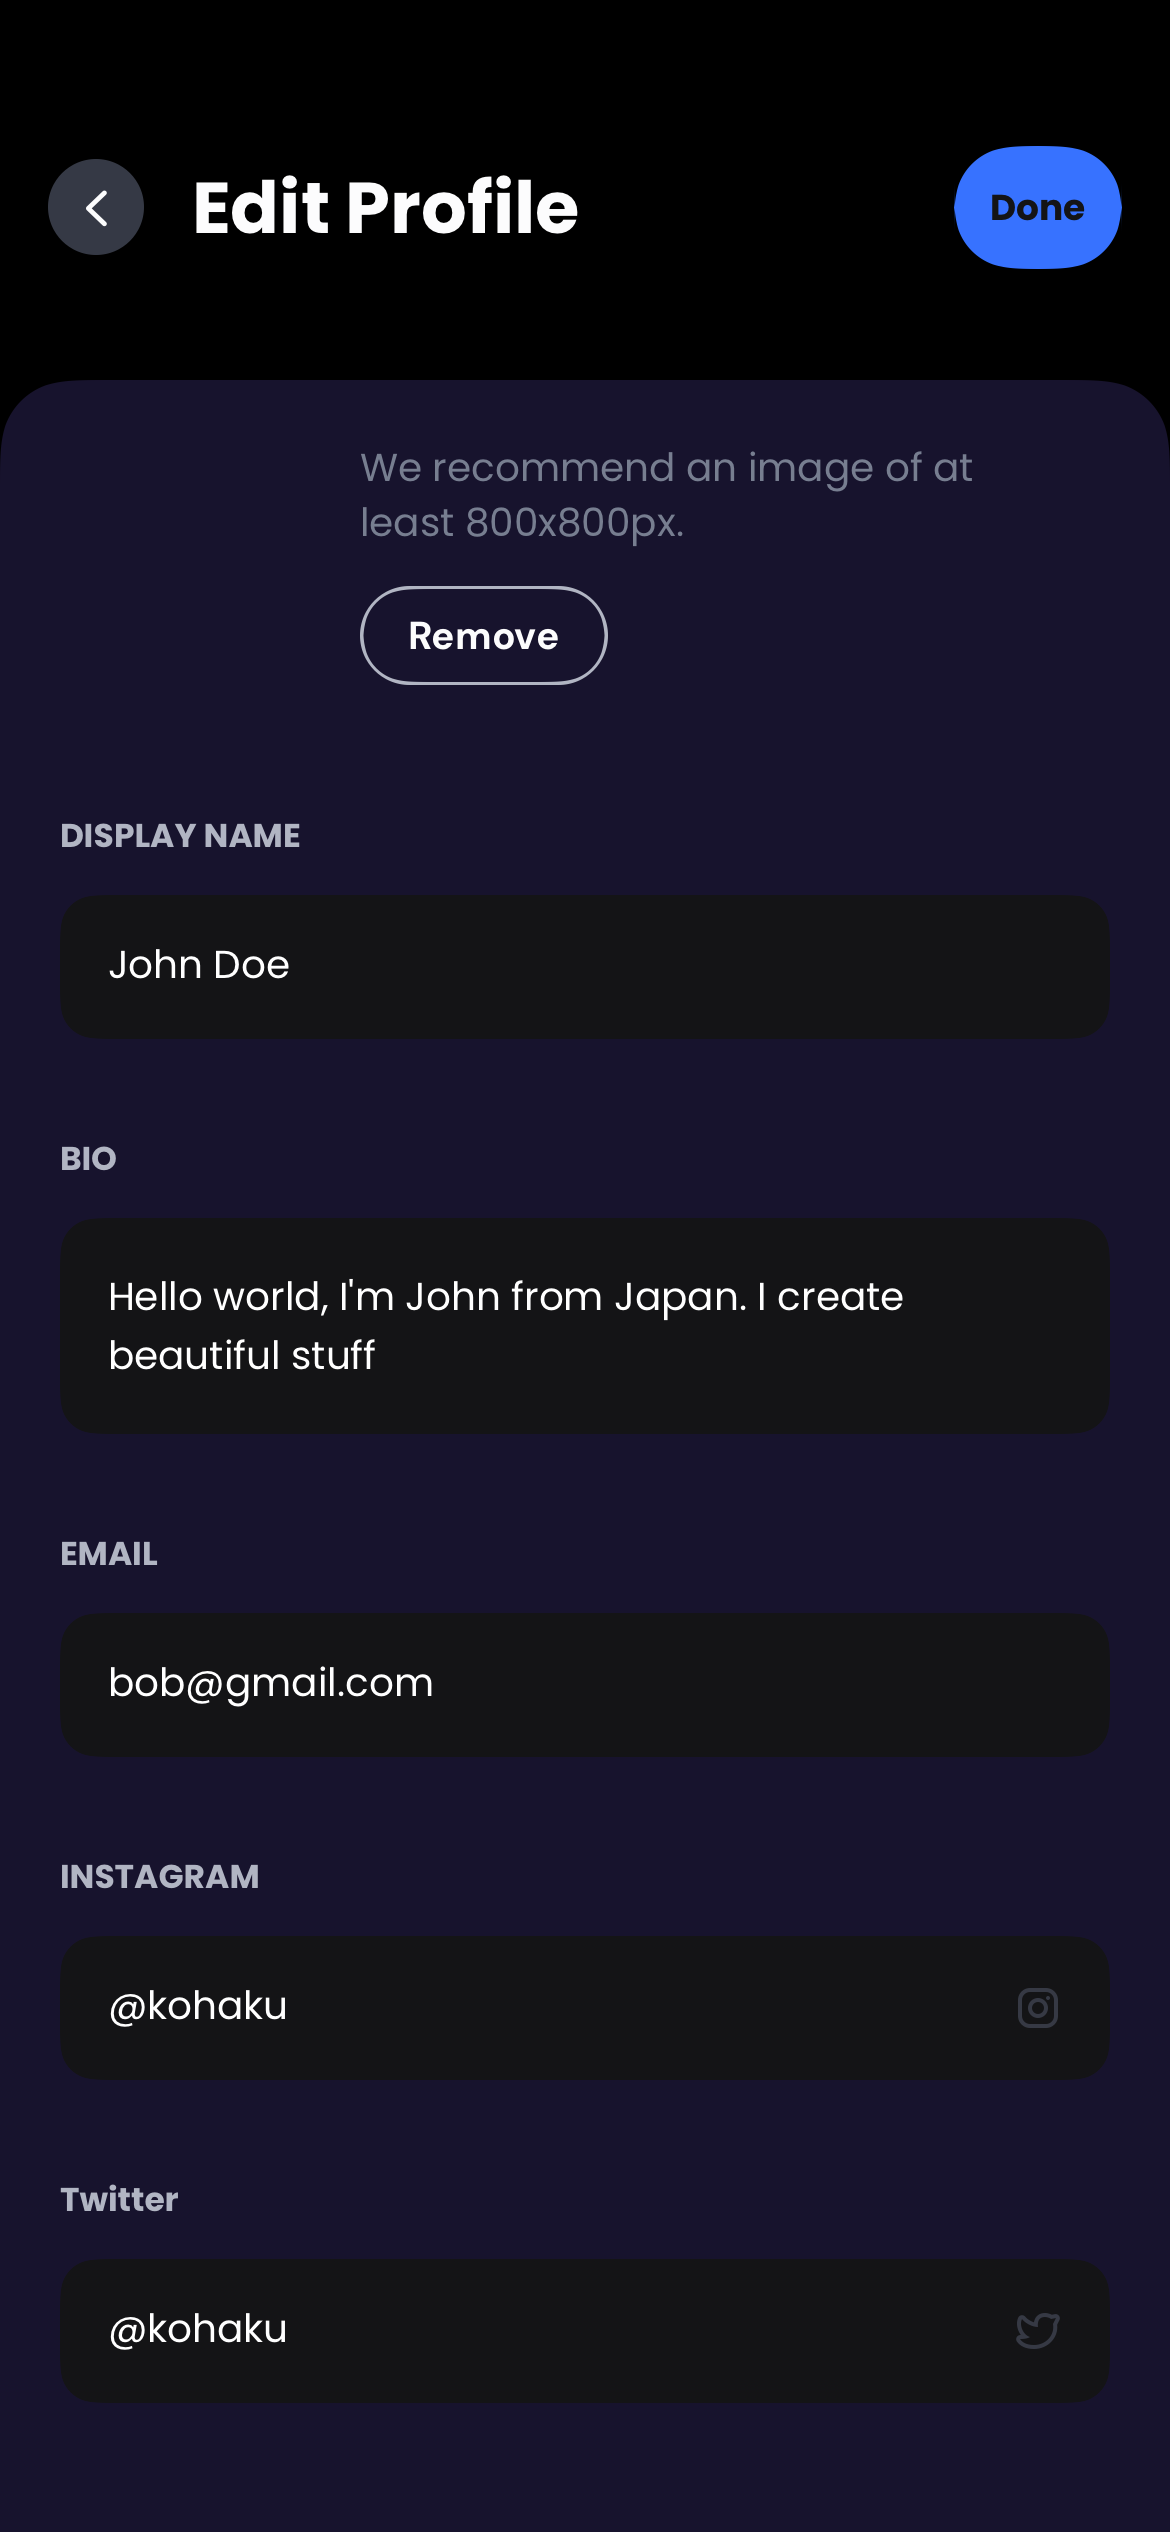 Edit Profile
Done
We recommend an image of at
least 800x800px.
Remove
DISPLAY NAME
John Doe
BIO
Hello world, I'm John from Japan. I create
beautiful stuff
EMAIL
bob@gmail.com
INSTAGRAM
@kohaku
Twitter
@kohaku